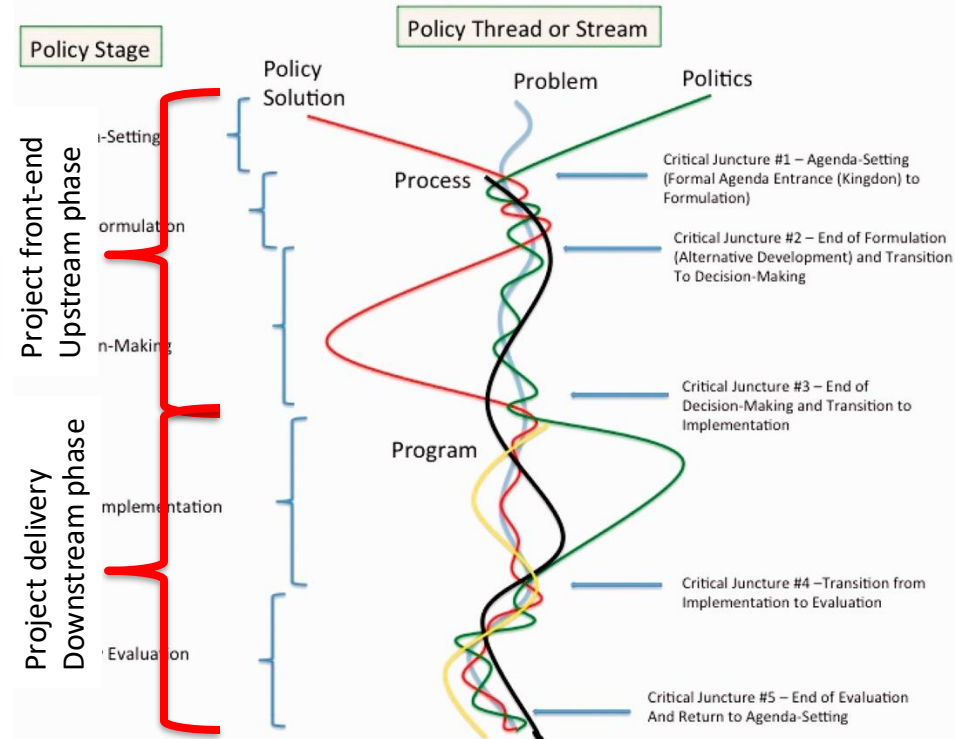 Policy Thread or Stream
Policy Stage
Policy
Solution
Problem
Politics
-Setting
Process
Critical Juncture #1 – Agenda-Setting
(Formal Agenda Entrance (Kingdon) to
Formulation)
ormulation
Critical Juncture #2 – End of Formulation
(Alternative Development) and Transition
To Decision-Making
Project front-end
Upstream phase
n-Making
Critical Juncture #3 – End of
Decision-Making and Transition to
Implementation
Program
Project delivery
Downstream phase
mplementation
Critical Juncture #4 –Transition from
Implementation to Evaluation
Evaluation
Critical Juncture #5 – End of Evaluation
And Return to Agenda-Setting